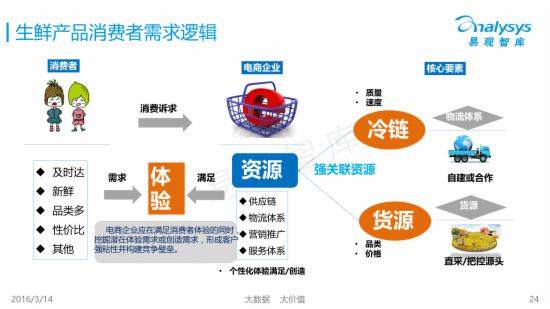 生鲜产品消费者需求逻辑
analysys
易观智库
消费者
电商企业
核心要素
消费诉求
• 质量
• 速度
冷链
物流体系
自建或合作
◆ 及时达
◆ 新鲜
◆ 品类多
◆ 性价比
◆ 其他
需求
体
验
满足
资源
强关联资源
◆供应链
◆物流体系
◆营销推广
◆服务体系
• 个性化体验满足/创造
电商企业应在满足消费者体验的同时
挖掘潜在体验需求或创造需求，形成客户
强粘性并构建竞争壁垒。
货源
货源
• 品类
• 价格
直采/把控源头
易观智库
2016/3/14
大数据 大价值
24